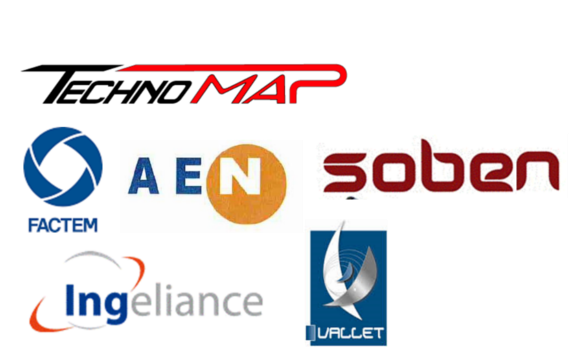 TECHNOMAP
FACTEM
AEN
soben
Ingeliance
VALLET